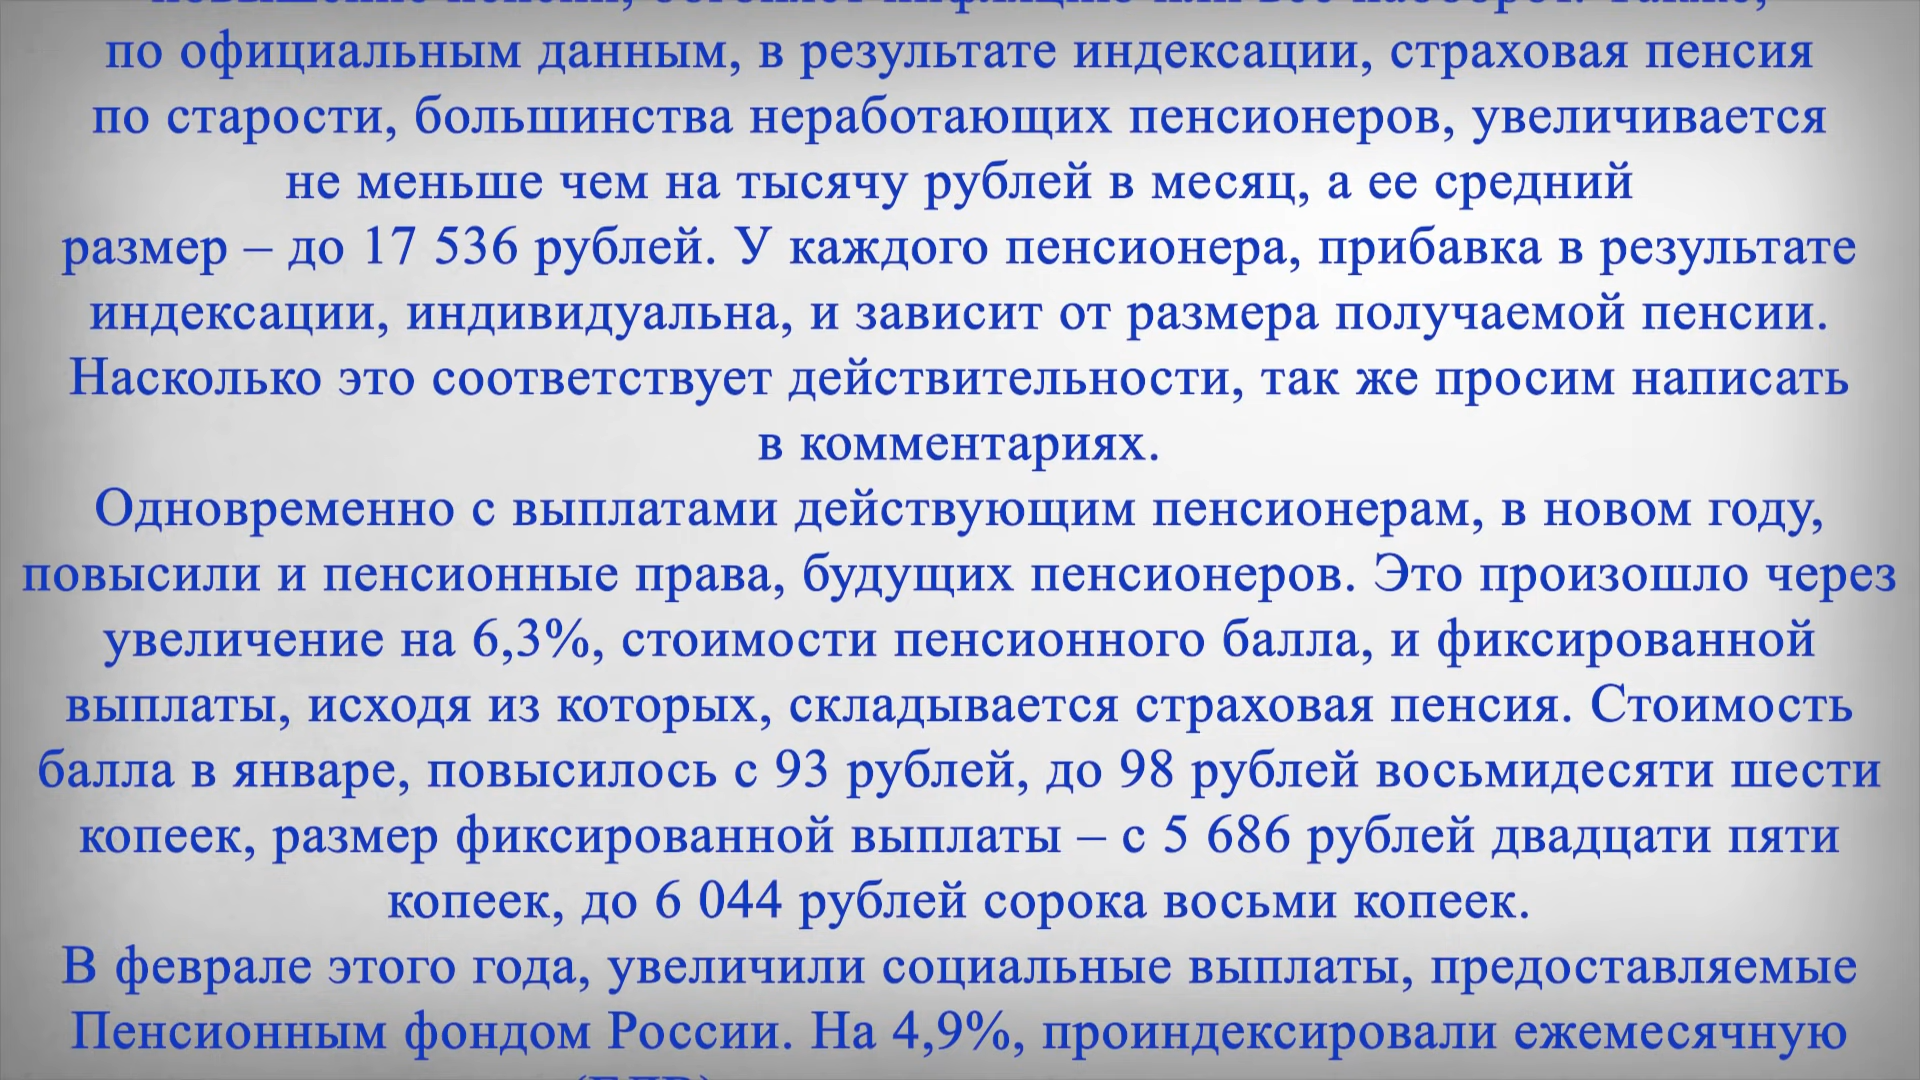 по официальным данным, в результате индексации, страховая пенсия
по старости, большинства неработающих пенсионеров, увеличивается
не меньше чем на тысячу рублей в месяц, а ее средний
размер – до 17 536 рублей. У каждого пенсионера, прибавка в результате
индексации, индивидуальна, и зависит от размера получаемой пенсии.
Насколько это соответствует действительности, так же просим написать
в комментариях.
Одновременно с выплатами действующим пенсионерам, в новом году,
повысили и пенсионные права, будущих пенсионеров. Это произошло через
увеличение на 6,3%, стоимости пенсионного балла, и фиксированной
выплаты, исходя из которых, складывается страховая пенсия. Стоимость
балла в январе, повысилось с 93 рублей, до 98 рублей восьмидесяти шести
копеек, размер фиксированной выплаты – с 5 686 рублей двадцати пяти
копеек, до 6 044 рублей сорока восьми копеек.
В феврале этого года, увеличили социальные выплаты, предоставляемые
Пенсионным фондом России. На 4,9%, проиндексировали ежемесячную